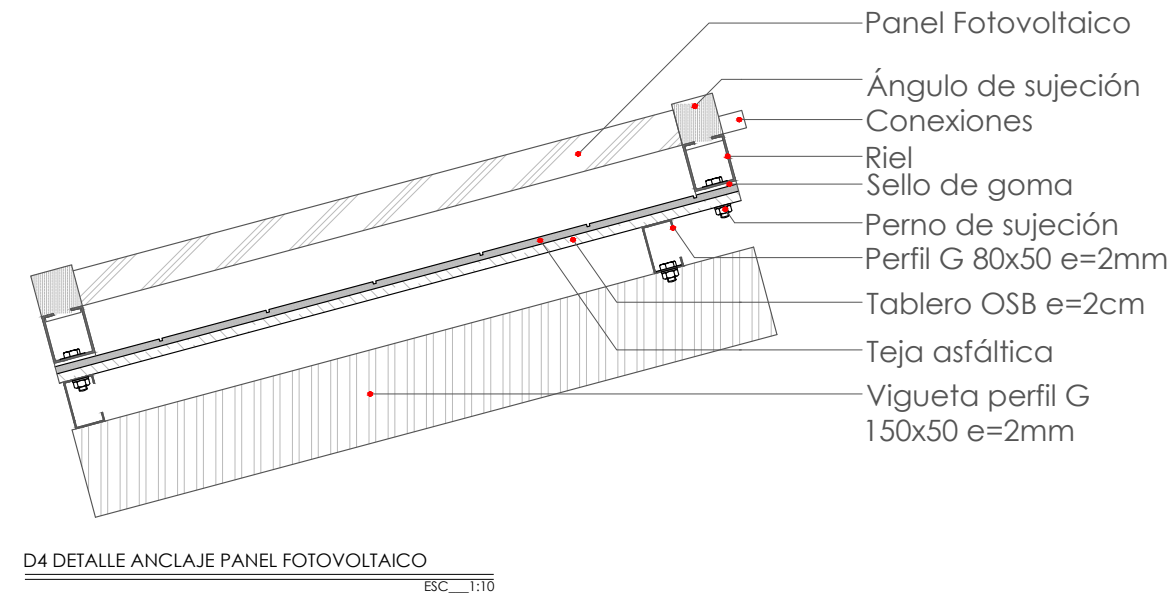 Panel Fotovoltaico
Ángulo de sujeción
Conexiones
Riel
Sello de goma
Perno de sujeción
Perfil G 80x50 e=2mm
Tablero OSB e=2cm
Teja asfáltica
Vigueta perfil G
150x50 e=2mm
D4 DETALLE ANCLAJE PANEL FOTOVOLTAICO
ESC___1:10